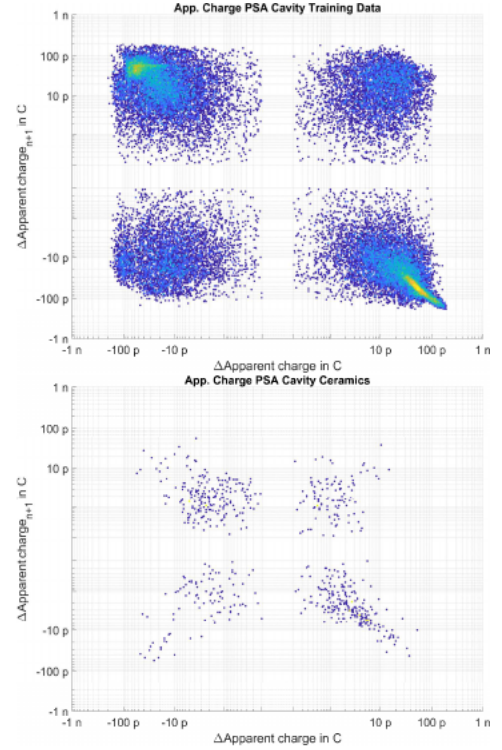 App. Charge PSA Cavity Training Data
1 n
100 p
10 p
ΔApparent charge n+1 in C
-10 p
-100 p
-1 n
-1 n -100 p -10 p 10 p 100 p 1 n
ΔApparent charge in C
App. Charge PSA Cavity Ceramics
1 n
100 p
10 p
ΔApparent charge n+1 in C
-10 p
-100 p
-1 n
-1 n -100 p -10 p 10 p 100 p 1 n
ΔApparent charge in C